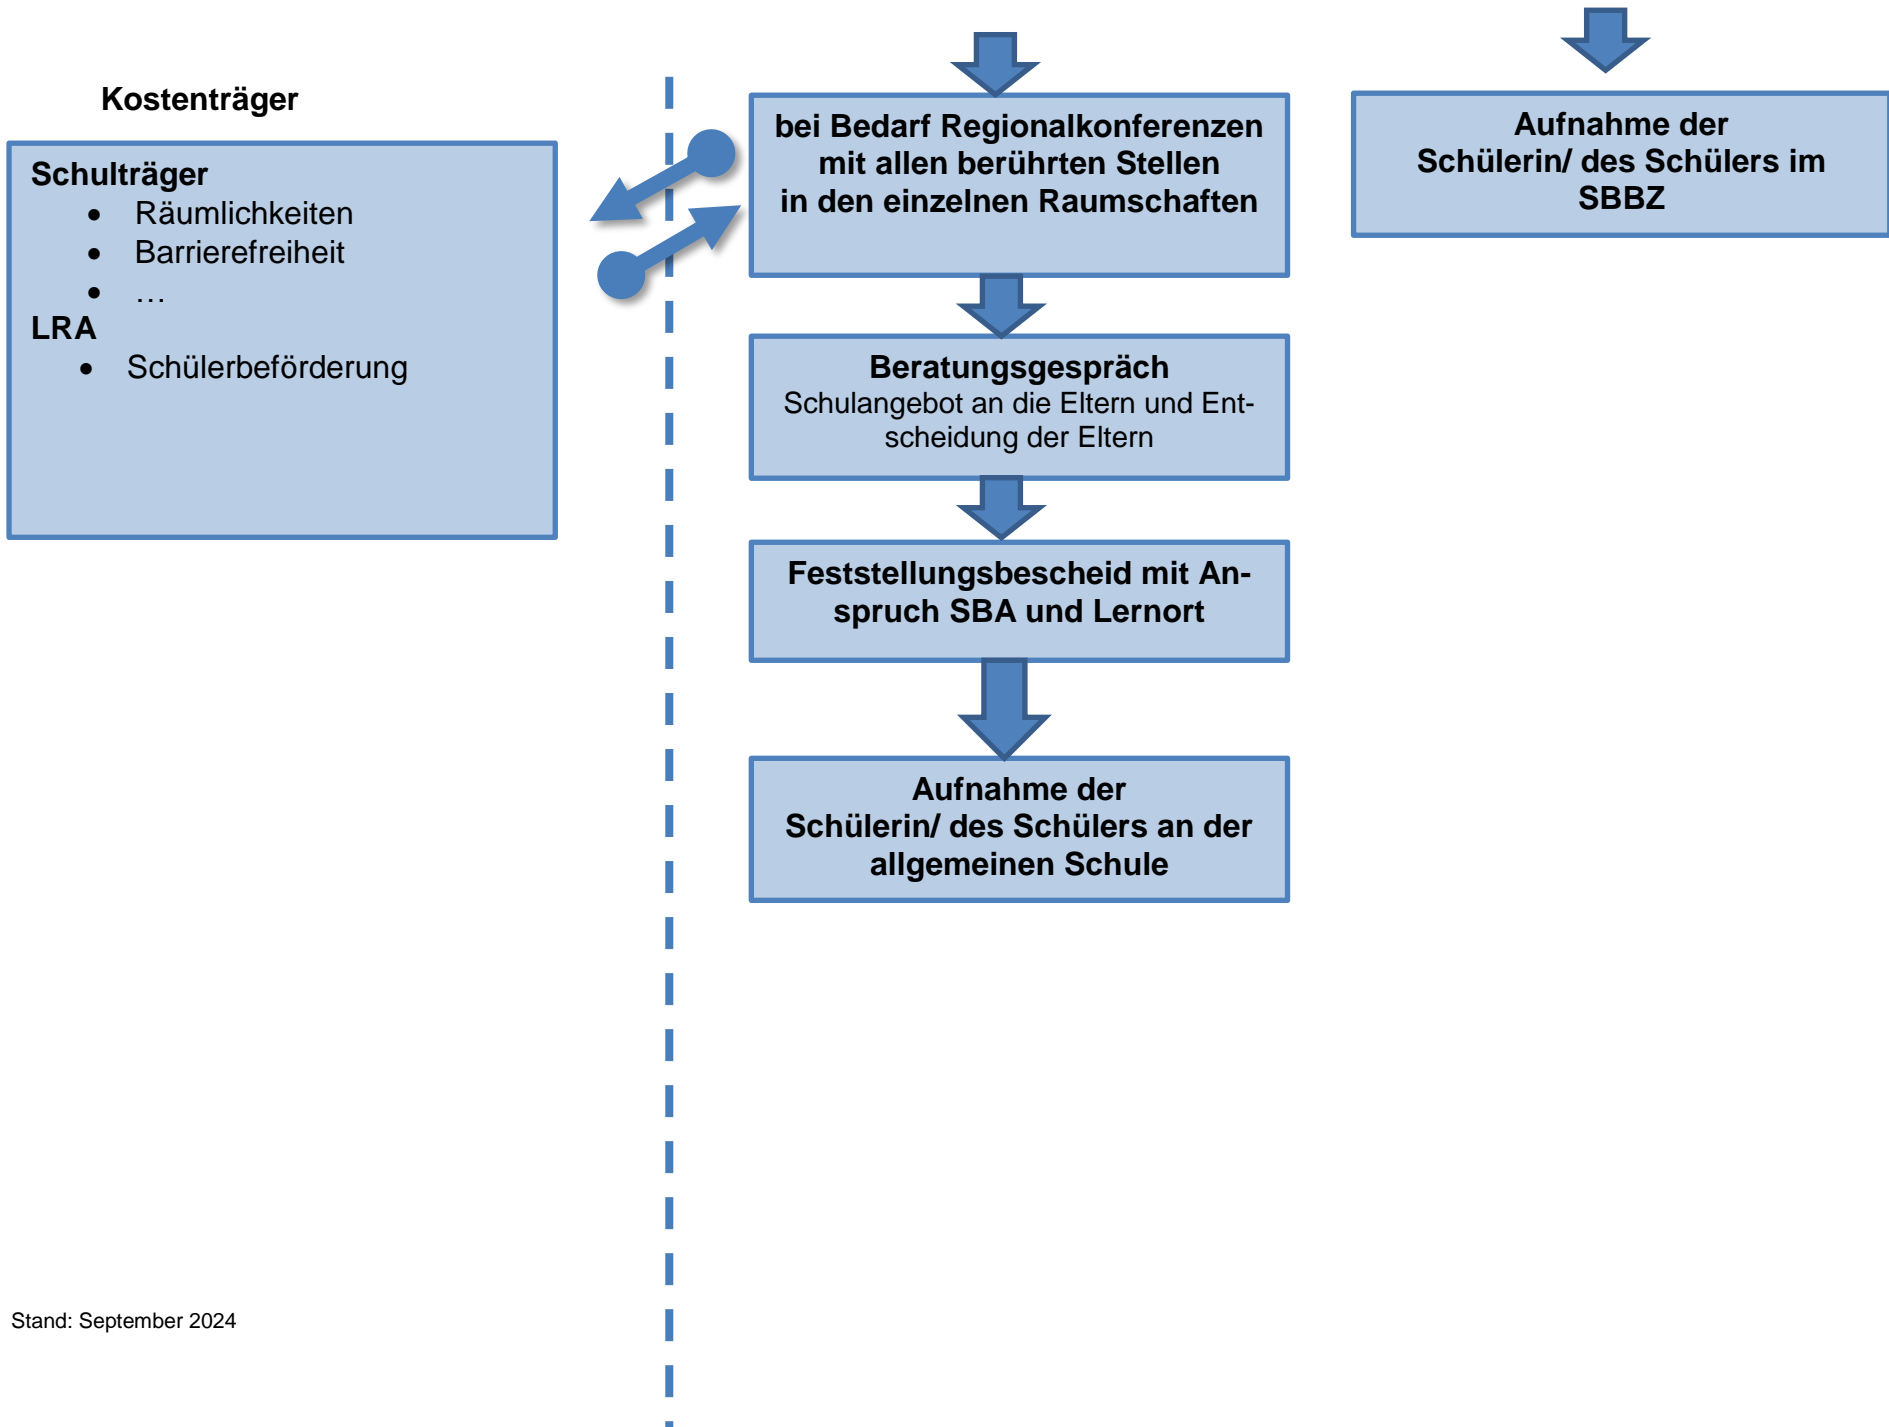 Kostenträger
Schulträger
• Räumlichkeiten
• Barrierefreiheit
• …
LRA
• Schülerbeförderung
bei Bedarf Regionalkonferenzen
mit allen berührten Stellen
in den einzelnen Raumschaften
Beratungsgespräch
Schulangebot an die Eltern und Ent-
scheidung der Eltern
Feststellungsbescheid mit An-
spruch SBA und Lernort
Aufnahme der
Schülerin/ des Schülers an der
allgemeinen Schule
Aufnahme der
Schülerin/ des Schülers im
SBBZ
Stand: September 2024